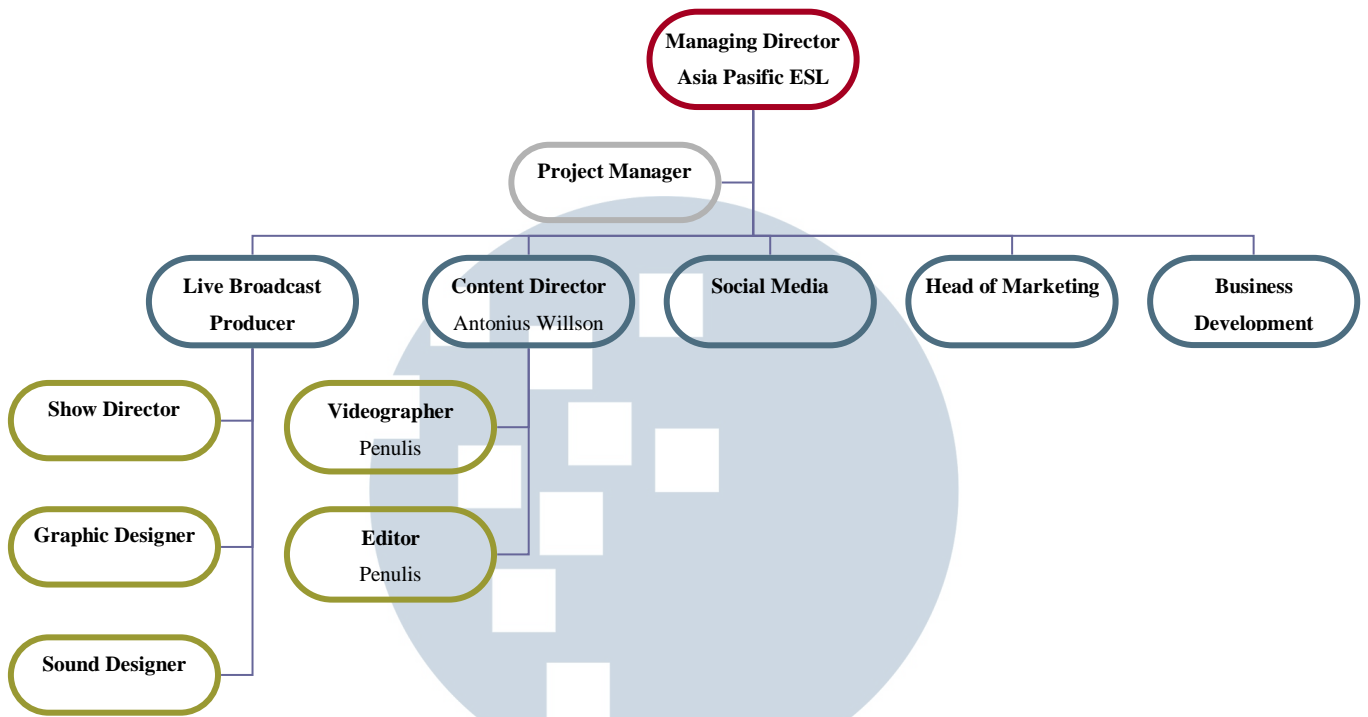 Managing Director
Asia Pasific ESL
Project Manager
Live Broadcast
Producer
Content Director
Antonius Willson
Social Media
Head of Marketing
Business
Development
Show Director
Videographer
Penulis
Graphic Designer
Editor
Penulis
Sound Designer